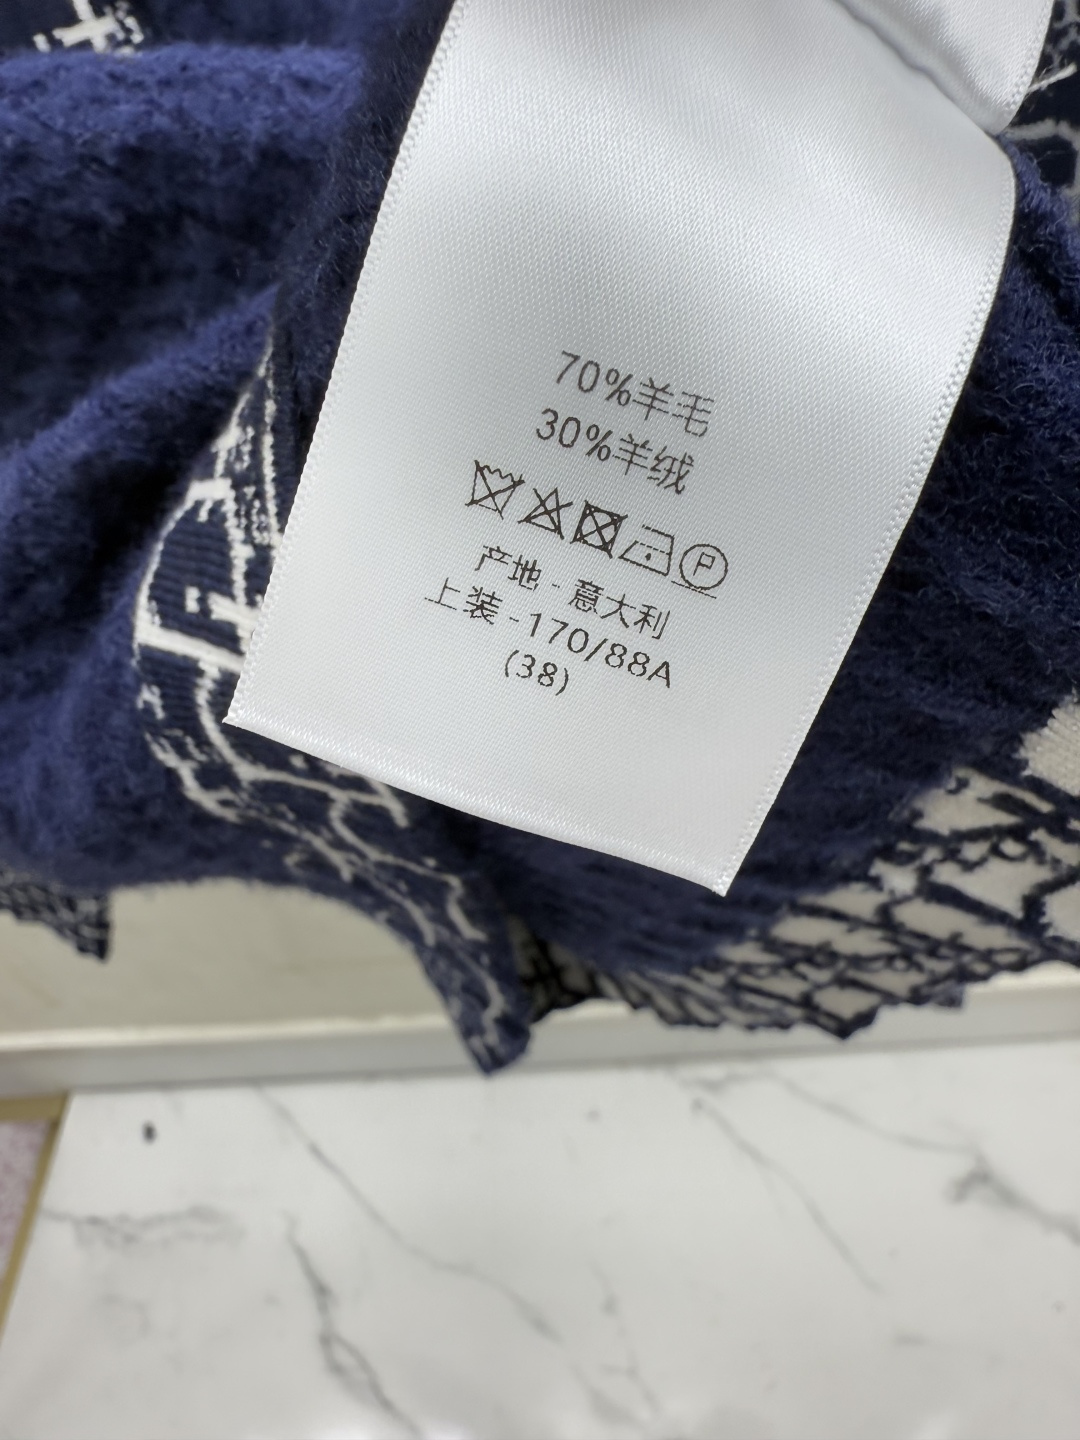 70%羊毛
30%羊绒
P
产地 - 意大利
上装 -170/88A
(38)